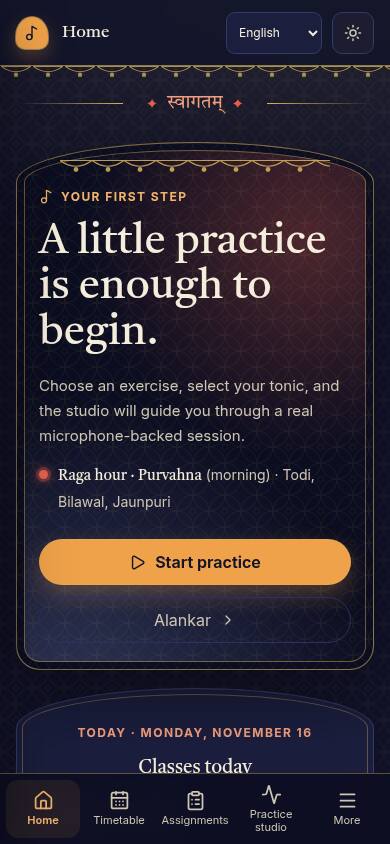 Home
English
स्वागतम्
YOUR FIRST STEP
A little practice
is enough to
begin.
Choose an exercise, select your tonic, and
the studio will guide you through a real
microphone-backed session.
Raga hour · Purvahna (morning) · Todi,
Bilawal, Jaunpuri
Start practice
Alankar
TODAY · MONDAY, NOVEMBER 16
Classes today
Home
Timetable
Assignments
Practice
studio
More